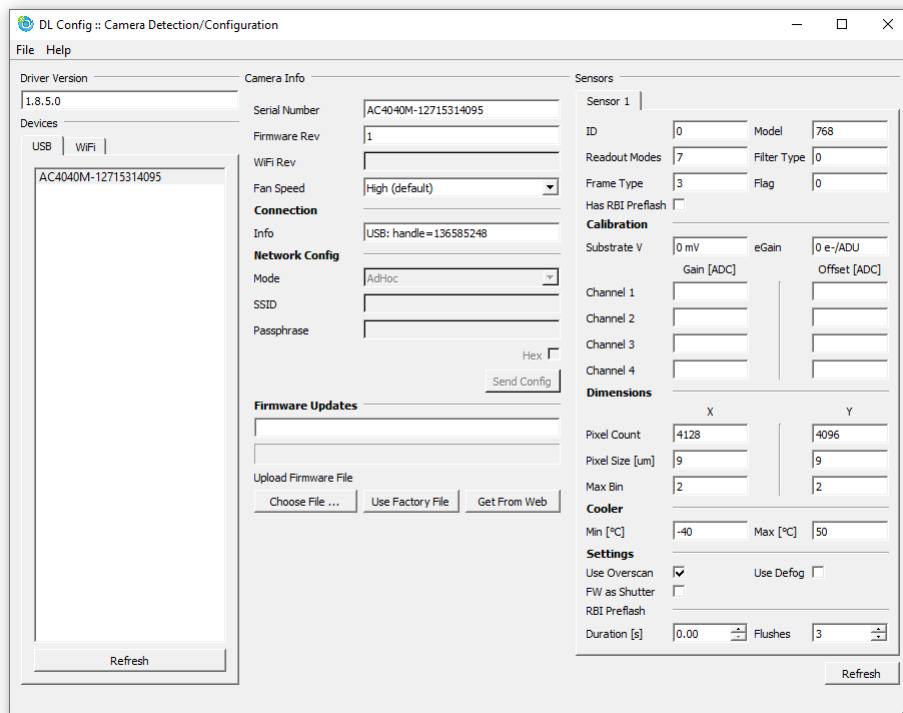 DL Config :: Camera Detection/Configuration
File Help
Driver Version
1.8.5.0
Devices
USB WiFi
AC4040M-12715314095
Refresh
Camera Info
Serial Number AC4040M-12715314095
Firmware Rev 1
WiFi Rev
Fan Speed High (default)
Connection
Info USB: handle=136585248
Network Config
Mode AdHoc
SSID
Passphrase
Hex
Send Config
Firmware Updates
Upload Firmware File
Choose File ... Use Factory File Get From Web
Sensors
Sensor 1
ID 0 Model 768
Readout Modes 7 Filter Type 0
Frame Type 3 Flag 0
Has RBI Preflash
Calibration
Substrate V 0 mV eGain 0 e-/ADU
Gain [ADC] Offset [ADC]
Channel 1
Channel 2
Channel 3
Channel 4
Dimensions
X Y
Pixel Count 4128 4096
Pixel Size [um] 9 9
Max Bin 2 2
Cooler
Min [°C] -40 Max [°C] 50
Settings
Use Overscan Use Defog
FW as Shutter
RBI Preflash
Duration [s] 0.00 Flushes 3
Refresh